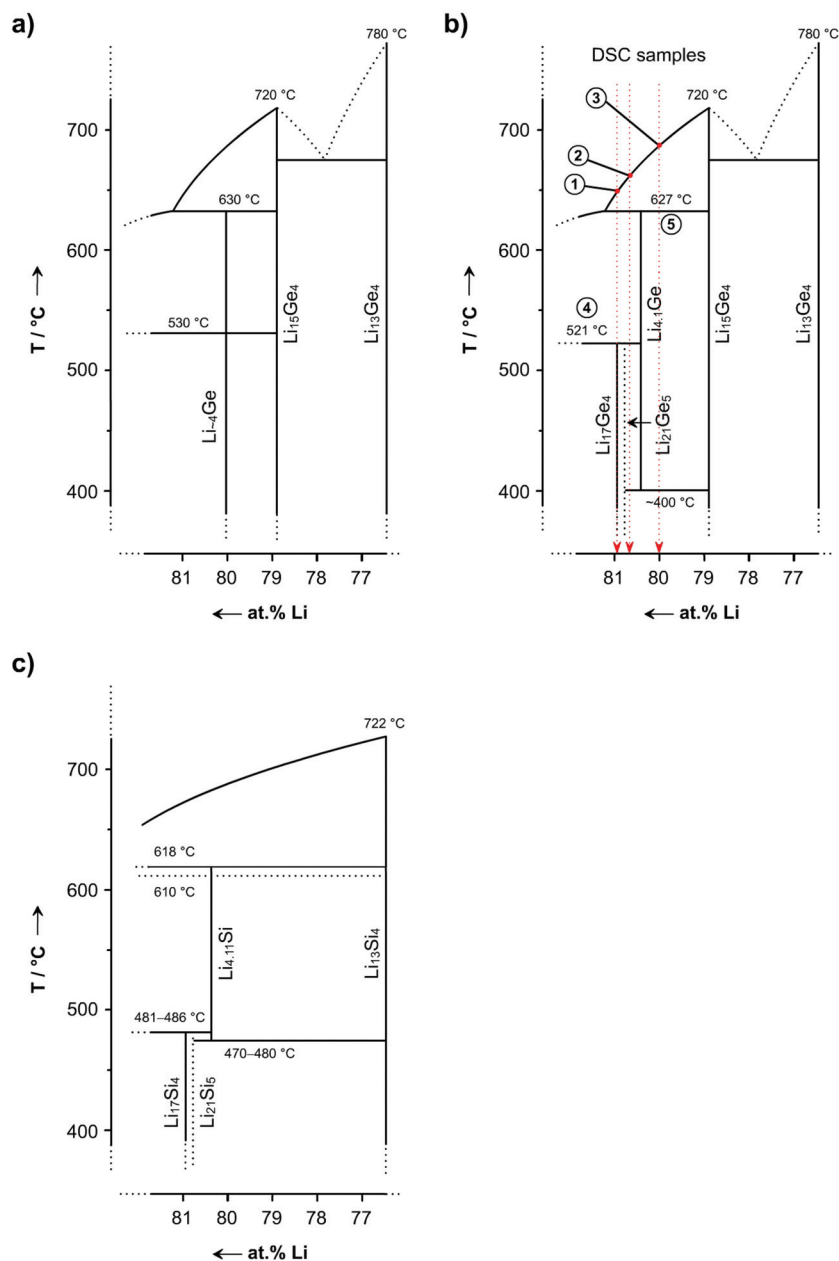 a)
780 °C
720 °C
700
630 °C
600
T / °C →
530 °C
500
Li~4Ge
Li15Ge4
Li13Ge4
400
81 80 79 78 77
← at.% Li
b)
DSC samples
780 °C
720 °C
3
2
1
700
627 °C
5
600
T / °C →
4
521 °C
500
Li17Ge4
Li21Ge5
Li4.1Ge
Li15Ge4
Li13Ge4
400
~400 °C
81 80 79 78 77
← at.% Li
c)
722 °C
700
618 °C
610 °C
600
T / °C →
Li4.11Si
Li13Si4
500
481–486 °C
470–480 °C
Li17Si4
Li21Si5
400
81 80 79 78 77
← at.% Li